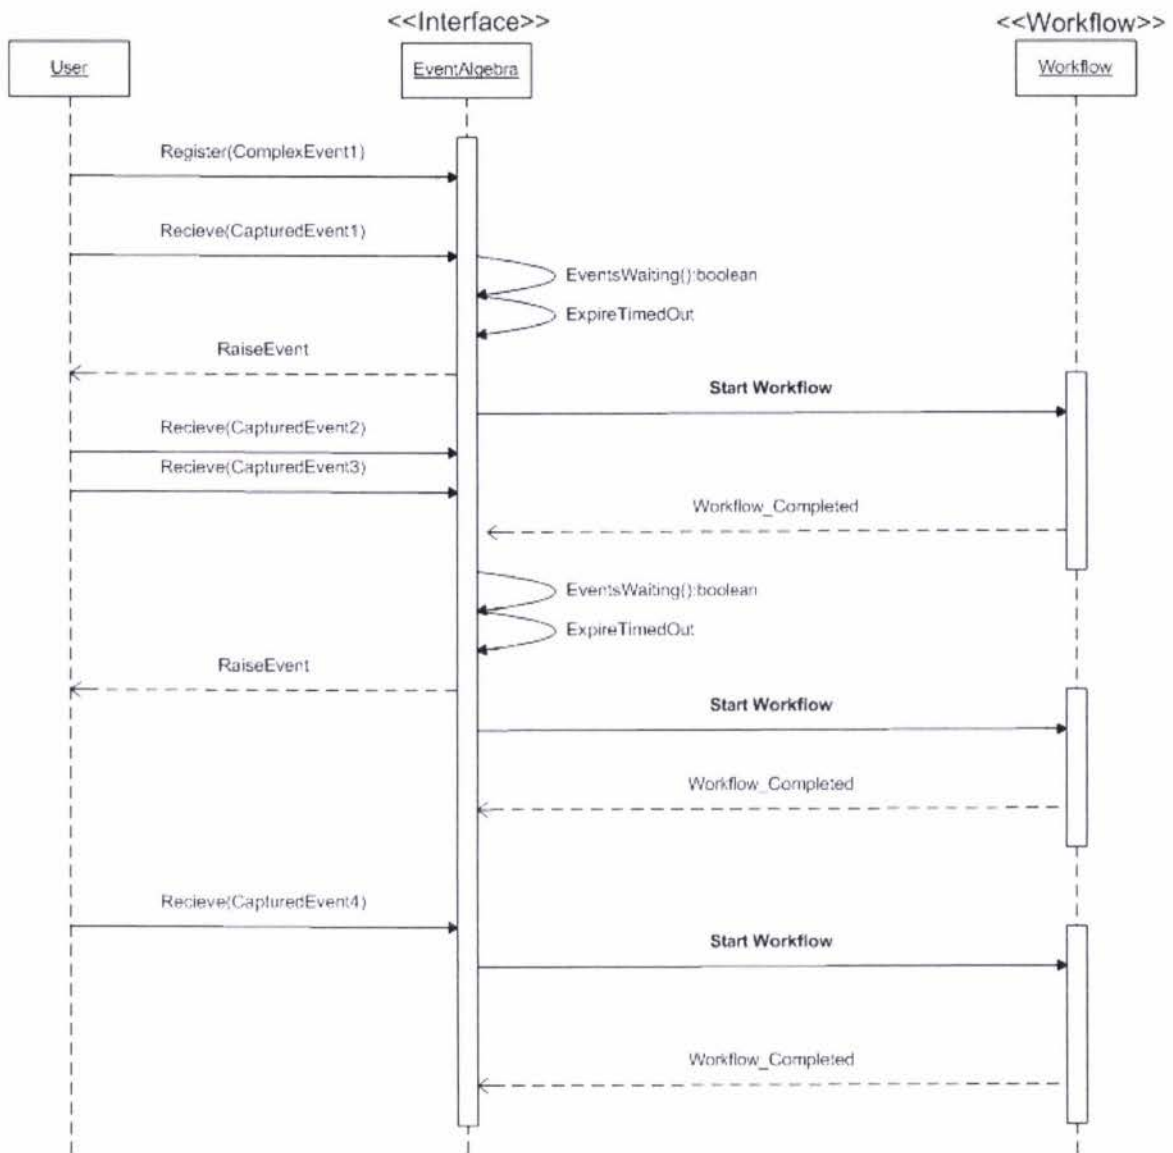 <<Interface>>
<<Workflow>>
User
EventAlgebra
Workflow
Register(ComplexEvent1)
Recieve(CapturedEvent1)
EventsWaiting():boolean
ExpireTimedOut
RaiseEvent
Start Workflow
Recieve(CapturedEvent2)
Recieve(CapturedEvent3)
Workflow_Completed
EventsWaiting():boolean
ExpireTimedOut
RaiseEvent
Start Workflow
Workflow_Completed
Recieve(CapturedEvent4)
Start Workflow
Workflow_Completed